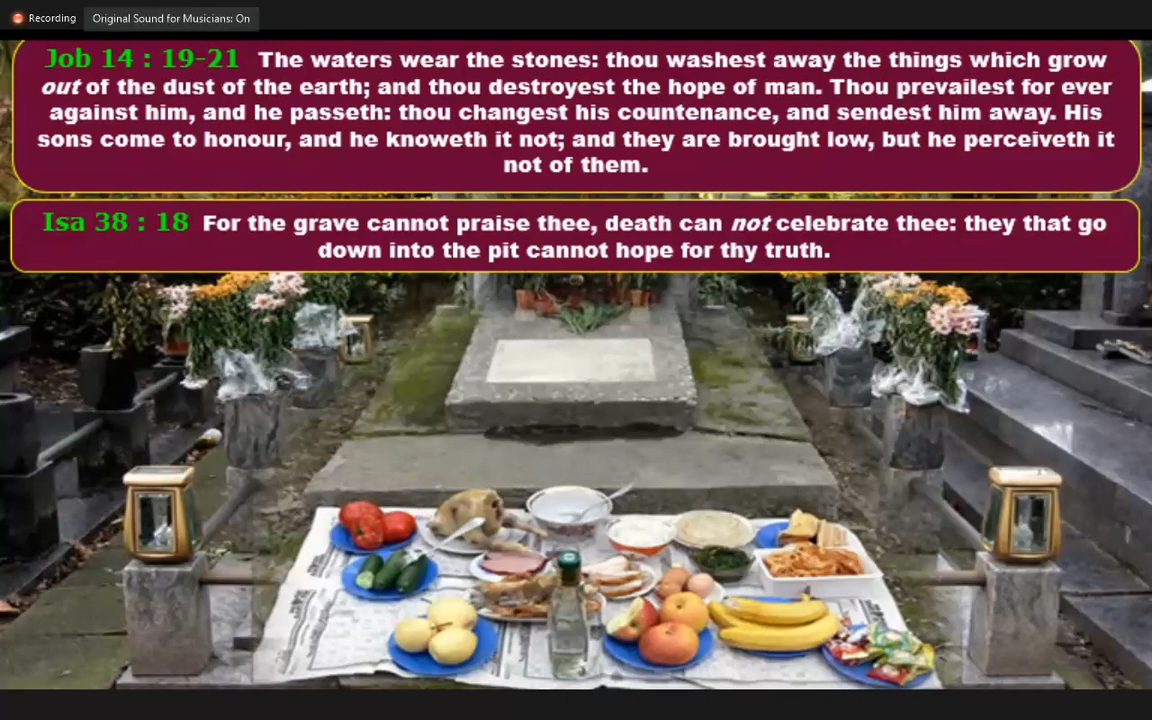 Recording Original Sound for Musicians: On
Job 14 : 19-21 The waters wear the stones: thou washest away the things which grow
out of the dust of the earth; and thou destroyest the hope of man. Thou prevailest for ever
against him, and he passeth: thou changest his countenance, and sendest him away. His
sons come to honour, and he knoweth it not; and they are brought low, but he perceiveth it
not of them.
Isa 38 : 18 For the grave cannot praise thee, death can not celebrate thee: they that go
down into the pit cannot hope for thy truth.